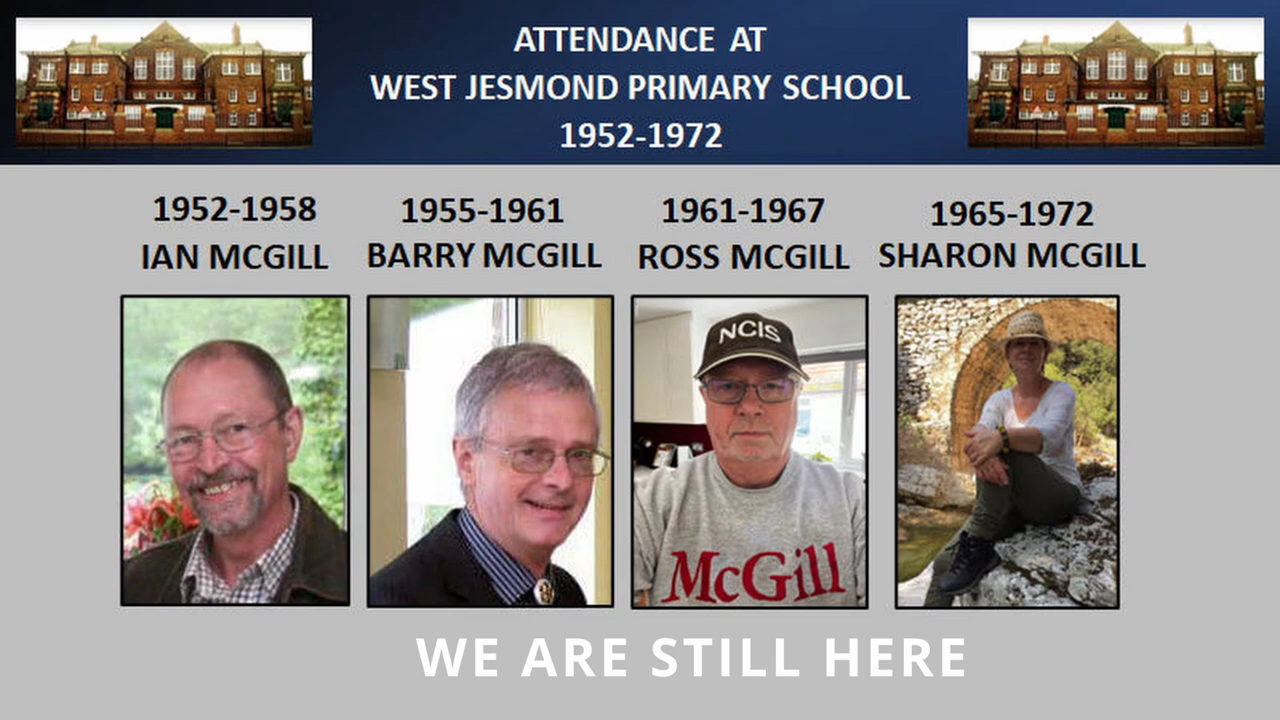 ATTENDANCE AT
WEST JESMOND PRIMARY SCHOOL
1952-1972
1952-1958
IAN MCGILL
1955-1961
BARRY MCGILL
1961-1967
ROSS MCGILL
1965-1972
SHARON MCGILL
NCIS
McGill
WE ARE STILL HERE